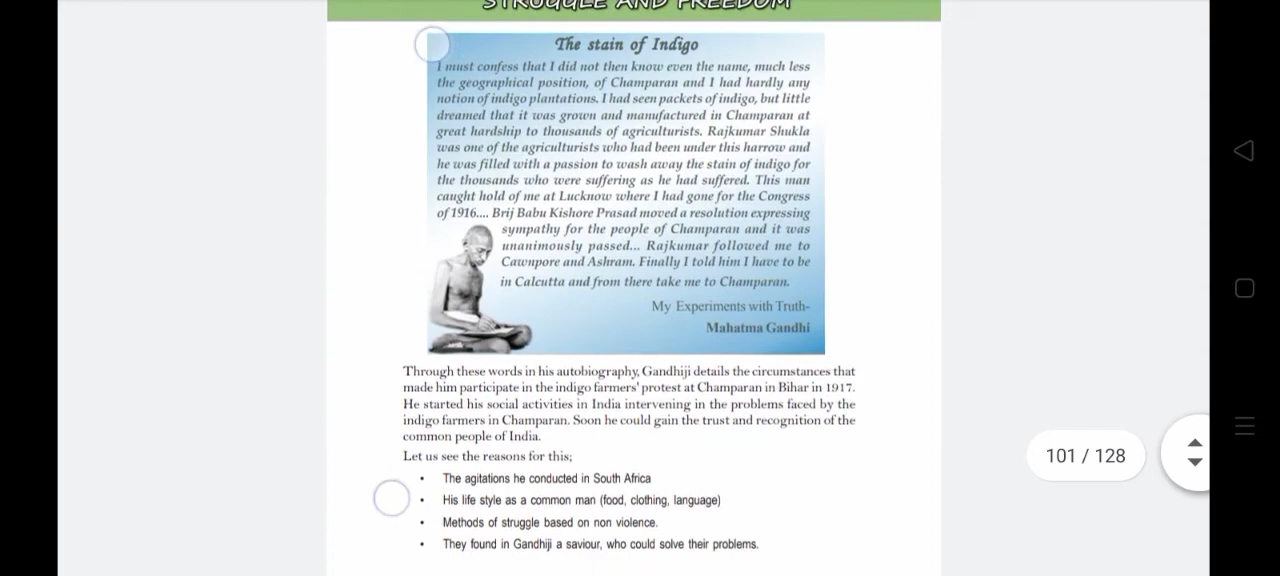 STRUGGLE AND FREEDOM
The stain of Indigo
I must confess that I did not then know even the name, much less
the geographical position, of Champaran and I had hardly any
notion of indigo plantations. I had seen packets of indigo, but little
dreamed that it was grown and manufactured in Champaran at
great hardship to thousands of agriculturists. Rajkumar Shukla
was one of the agriculturists who had been under this harrow and
he was filled with a passion to wash away the stain of indigo for
the thousands who were suffering as he had suffered. This man
caught hold of me at Lucknow where I had gone for the Congress
of 1916.... Brij Babu Kishore Prasad moved a resolution expressing
sympathy for the people of Champaran and it was
unanimously passed... Rajkumar followed me to
Cawnpore and Ashram. Finally I told him I have to be
in Calcutta and from there take me to Champaran.
My Experiments with Truth-
Mahatma Gandhi
Through these words in his autobiography, Gandhiji details the circumstances that
made him participate in the indigo farmers' protest at Champaran in Bihar in 1917.
He started his social activities in India intervening in the problems faced by the
indigo farmers in Champaran. Soon he could gain the trust and recognition of the
common people of India.
Let us see the reasons for this;
• The agitations he conducted in South Africa
• His life style as a common man (food, clothing, language)
• Methods of struggle based on non violence.
• They found in Gandhiji a saviour, who could solve their problems.
101 / 128